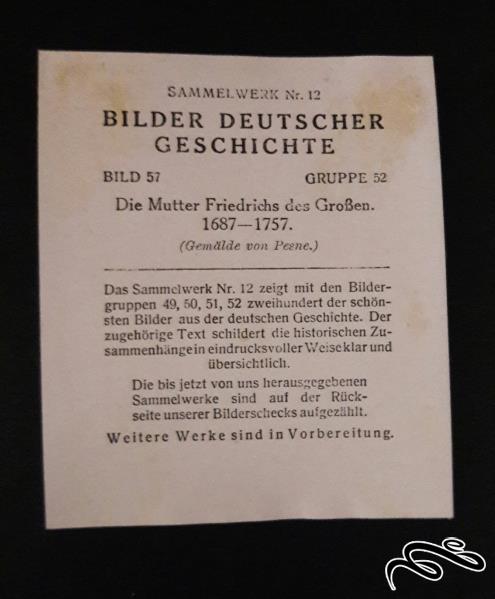 SAMMELWERK Nr. 12
BILDER DEUTSCHER
GESCHICHTE
BILD 57 GRUPPE 52
Die Mutter Friedrichs des Großen.
1687—1757.
(Gemälde von Pesne.)
Das Sammelwerk Nr. 12 zeigt mit den Bilder-
gruppen 49, 50, 51, 52 zweihundert der schön-
sten Bilder aus der deutschen Geschichte. Der
zugehörige Text schildert die historischen Zu-
sammenhänge in eindrucksvoller Weise klar und
übersichtlich.
Die bis jetzt von uns herausgegebenen
Sammelwerke sind auf der Rück-
seite unserer Bilderschecks aufgezählt.
Weitere Werke sind in Vorbereitung.